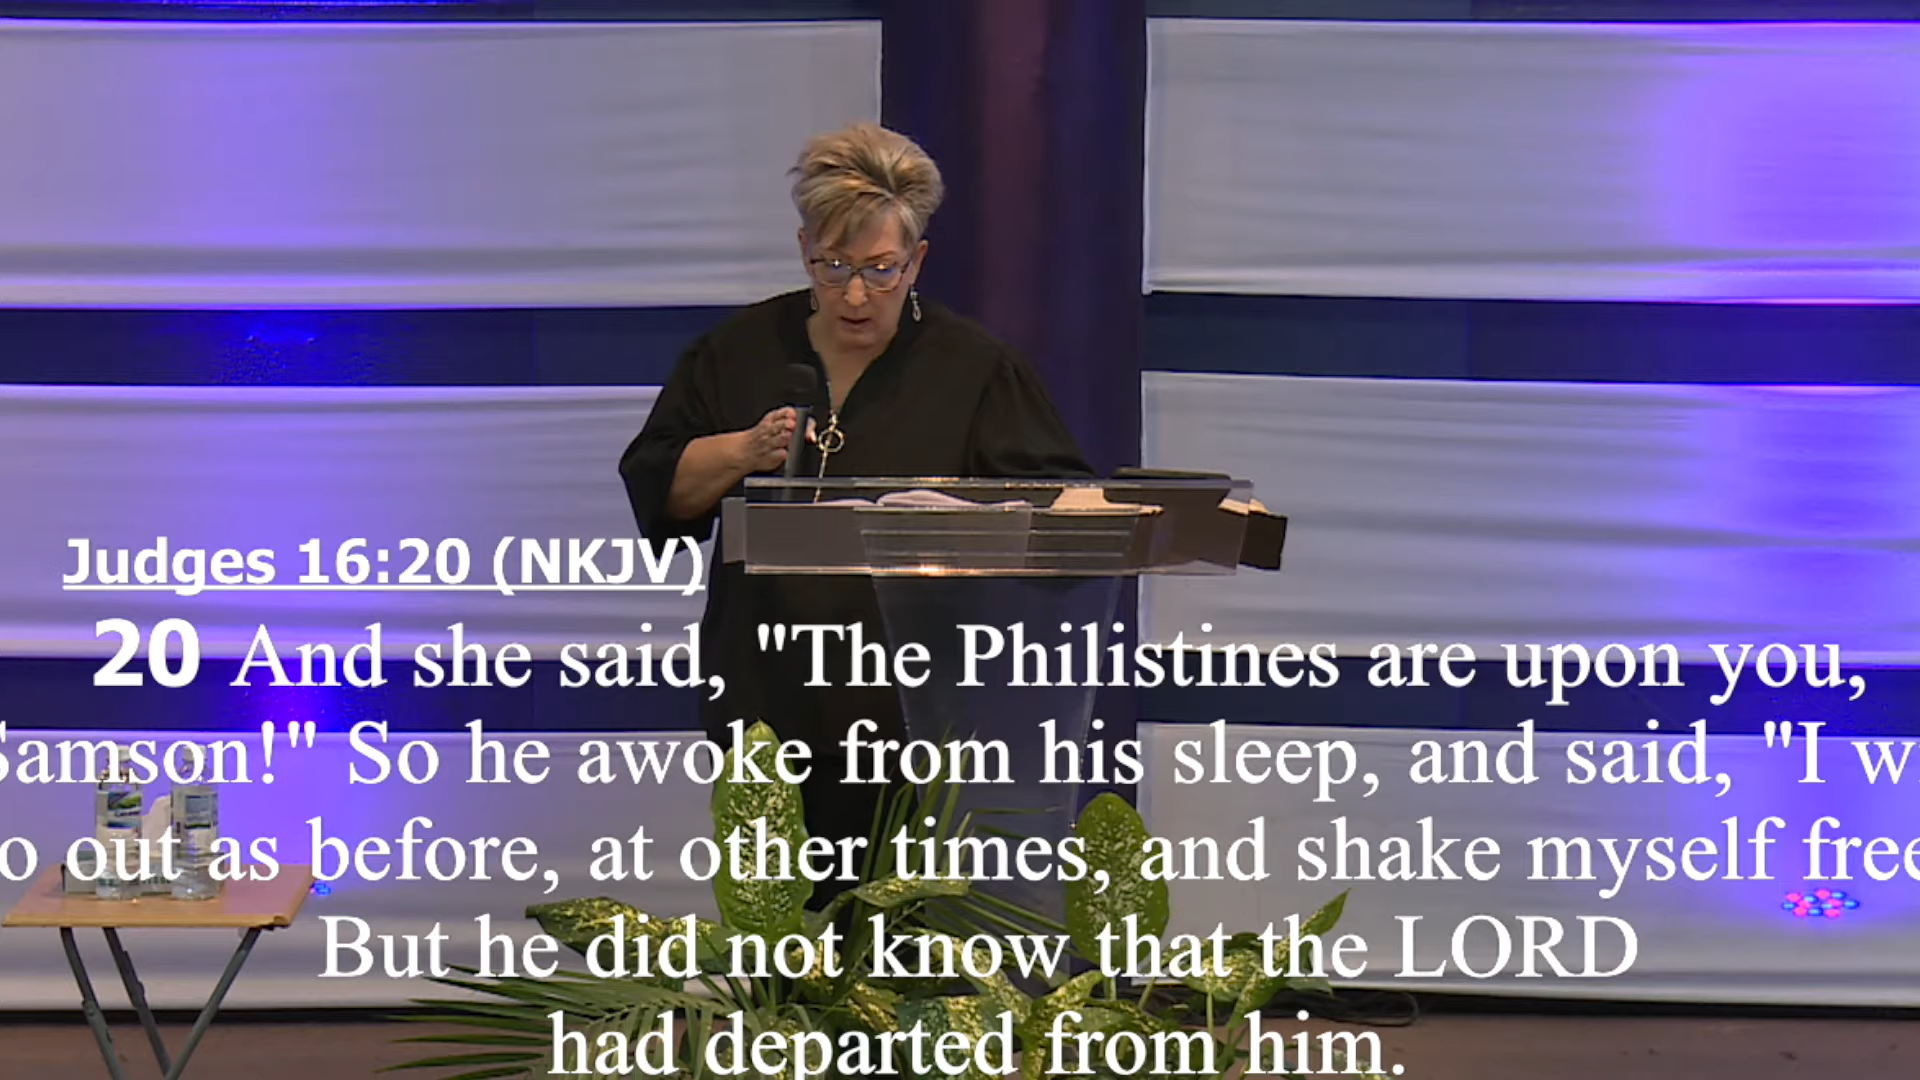 Judges 16:20 (NKJV)
20 And she said, "The Philistines are upon you,
Samson!" So he awoke from his sleep, and said, "I
out as before, at other times, and shake myself free
But he did not know that the LORD
had departed from him.